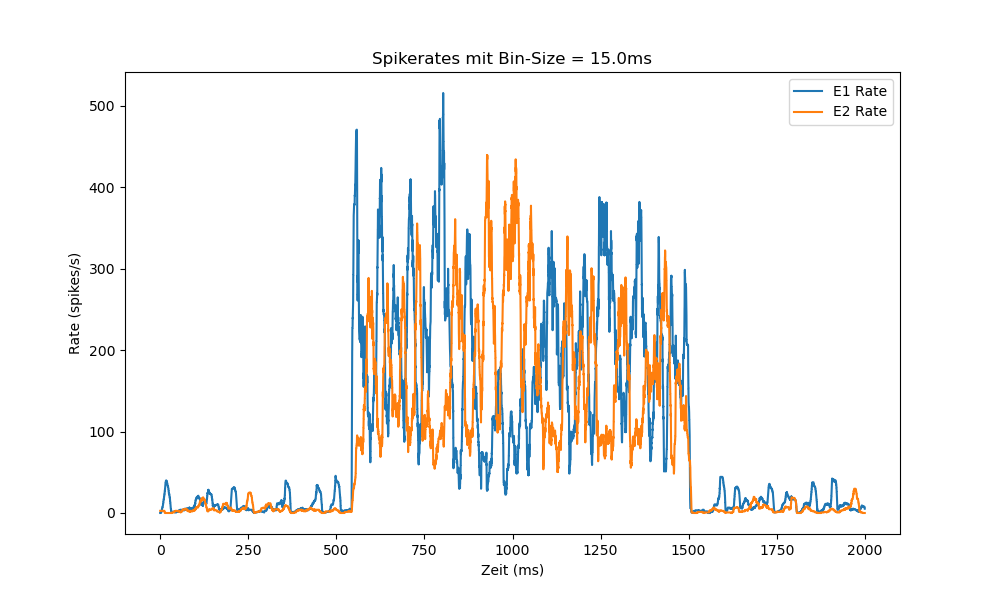 Spikerates mit Bin-Size = 15.0ms
E1 Rate
E2 Rate
Rate (spikes/s)
500
400
300
200
100
0
0 250 500 750 1000 1250 1500 1750 2000
Zeit (ms)